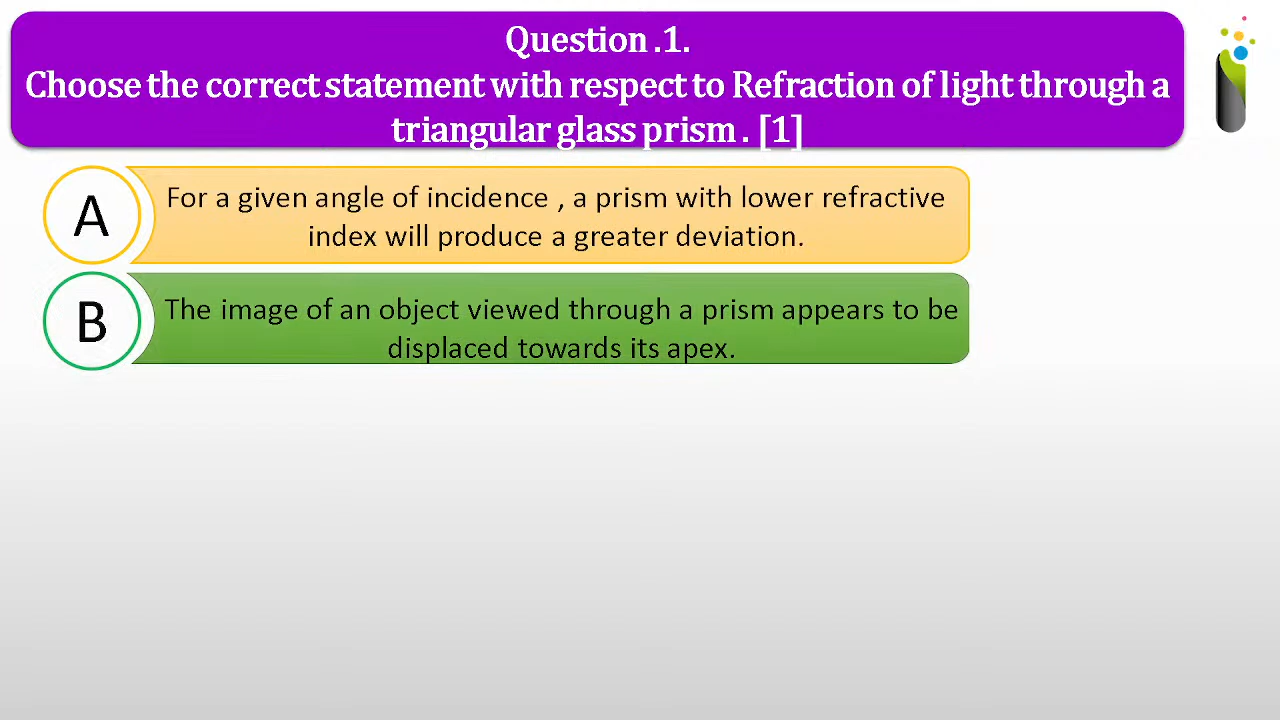 Question .1.
Choose the correct statement with respect to Refraction of light through a
triangular glass prism . [1]
A
For a given angle of incidence , a prism with lower refractive
index will produce a greater deviation.
B
The image of an object viewed through a prism appears to be
displaced towards its apex.